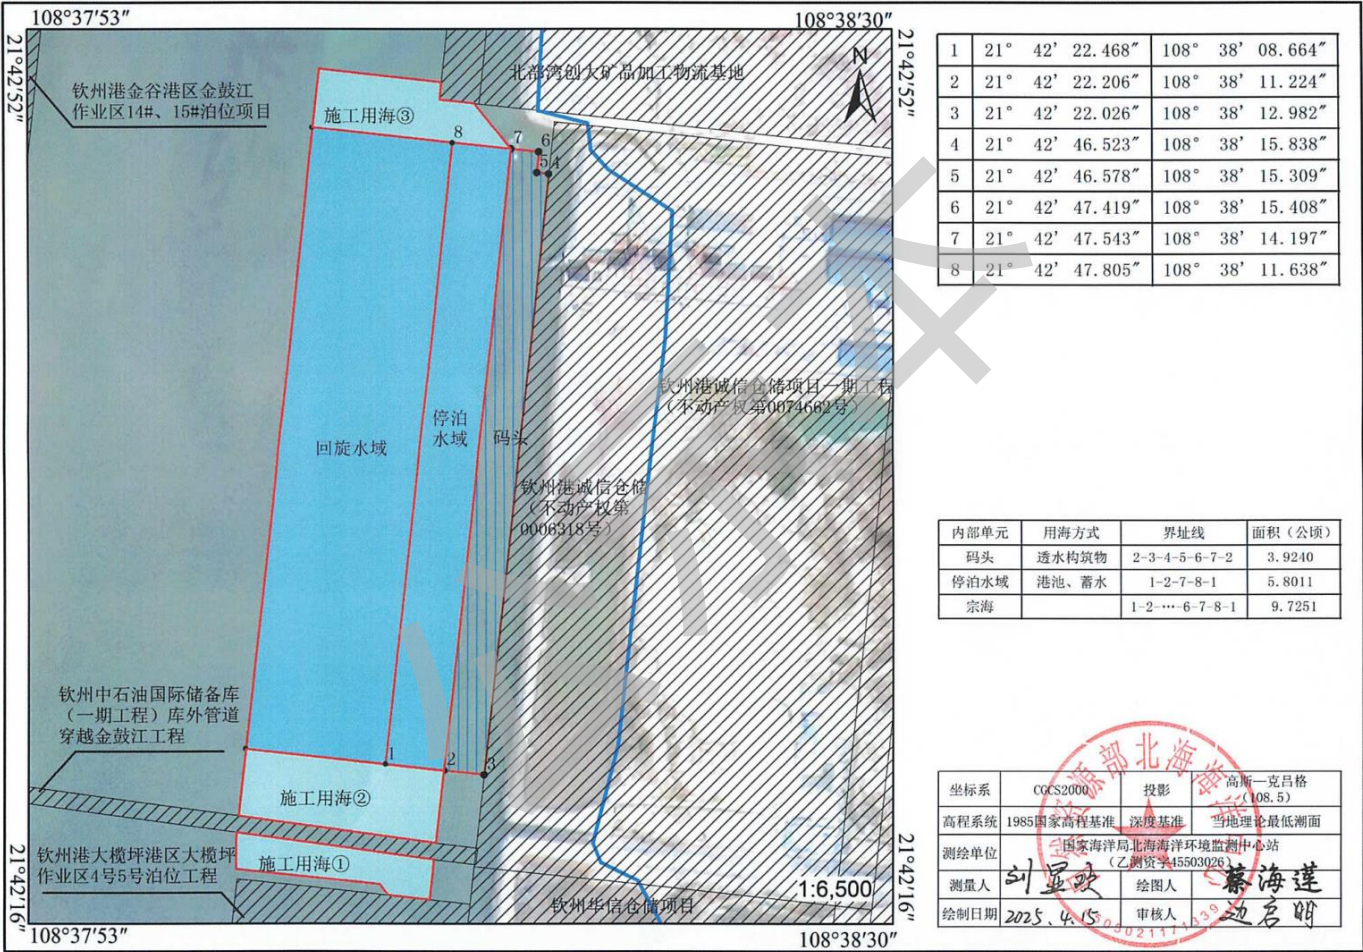 108°37′53″
108°38′30″
21°42′52″
21°42′52″
N
北部湾创大矿品加工物流基地
钦州港金谷港区金鼓江
作业区14#、15#泊位项目
施工用海③
8
7
6
5
4
回旋水域
停泊
水域
码头
钦州港诚信仓储项目一期工程
（不动产权第0074662号）
钦州港诚信仓储
（不动产权第
0006318号）
钦州中石油国际储备库
（一期工程）库外管道
穿越金鼓江工程
1
2
3
施工用海②
钦州港大榄坪港区大榄坪
作业区4号5号泊位工程
施工用海①
钦州华信仓储项目
1:6,500
21°42′16″
21°42′16″
108°37′53″
108°38′30″
1 21° 42′ 22.468″ 108° 38′ 08.664″
2 21° 42′ 22.206″ 108° 38′ 11.224″
3 21° 42′ 22.026″ 108° 38′ 12.982″
4 21° 42′ 46.523″ 108° 38′ 15.838″
5 21° 42′ 46.578″ 108° 38′ 15.309″
6 21° 42′ 47.419″ 108° 38′ 15.408″
7 21° 42′ 47.543″ 108° 38′ 14.197″
8 21° 42′ 47.805″ 108° 38′ 11.638″
内部单元 用海方式 界址线 面积（公顷）
码头 透水构筑物 2-3-4-5-6-7-2 3.9240
停泊水域 港池、蓄水 1-2-7-8-1 5.8011
宗海 1-2-…-6-7-8-1 9.7251
坐标系 CGCS2000 投影 高斯—克吕格
（108.5）
高程系统 1985国家高程基准 深度基准 当地理论最低潮面
测绘单位 国家海洋局北海海洋环境监测中心站
（乙测资字45503026）
测量人 绘图人 蔡海莲
绘制日期 2025.4.15 审核人 边启明